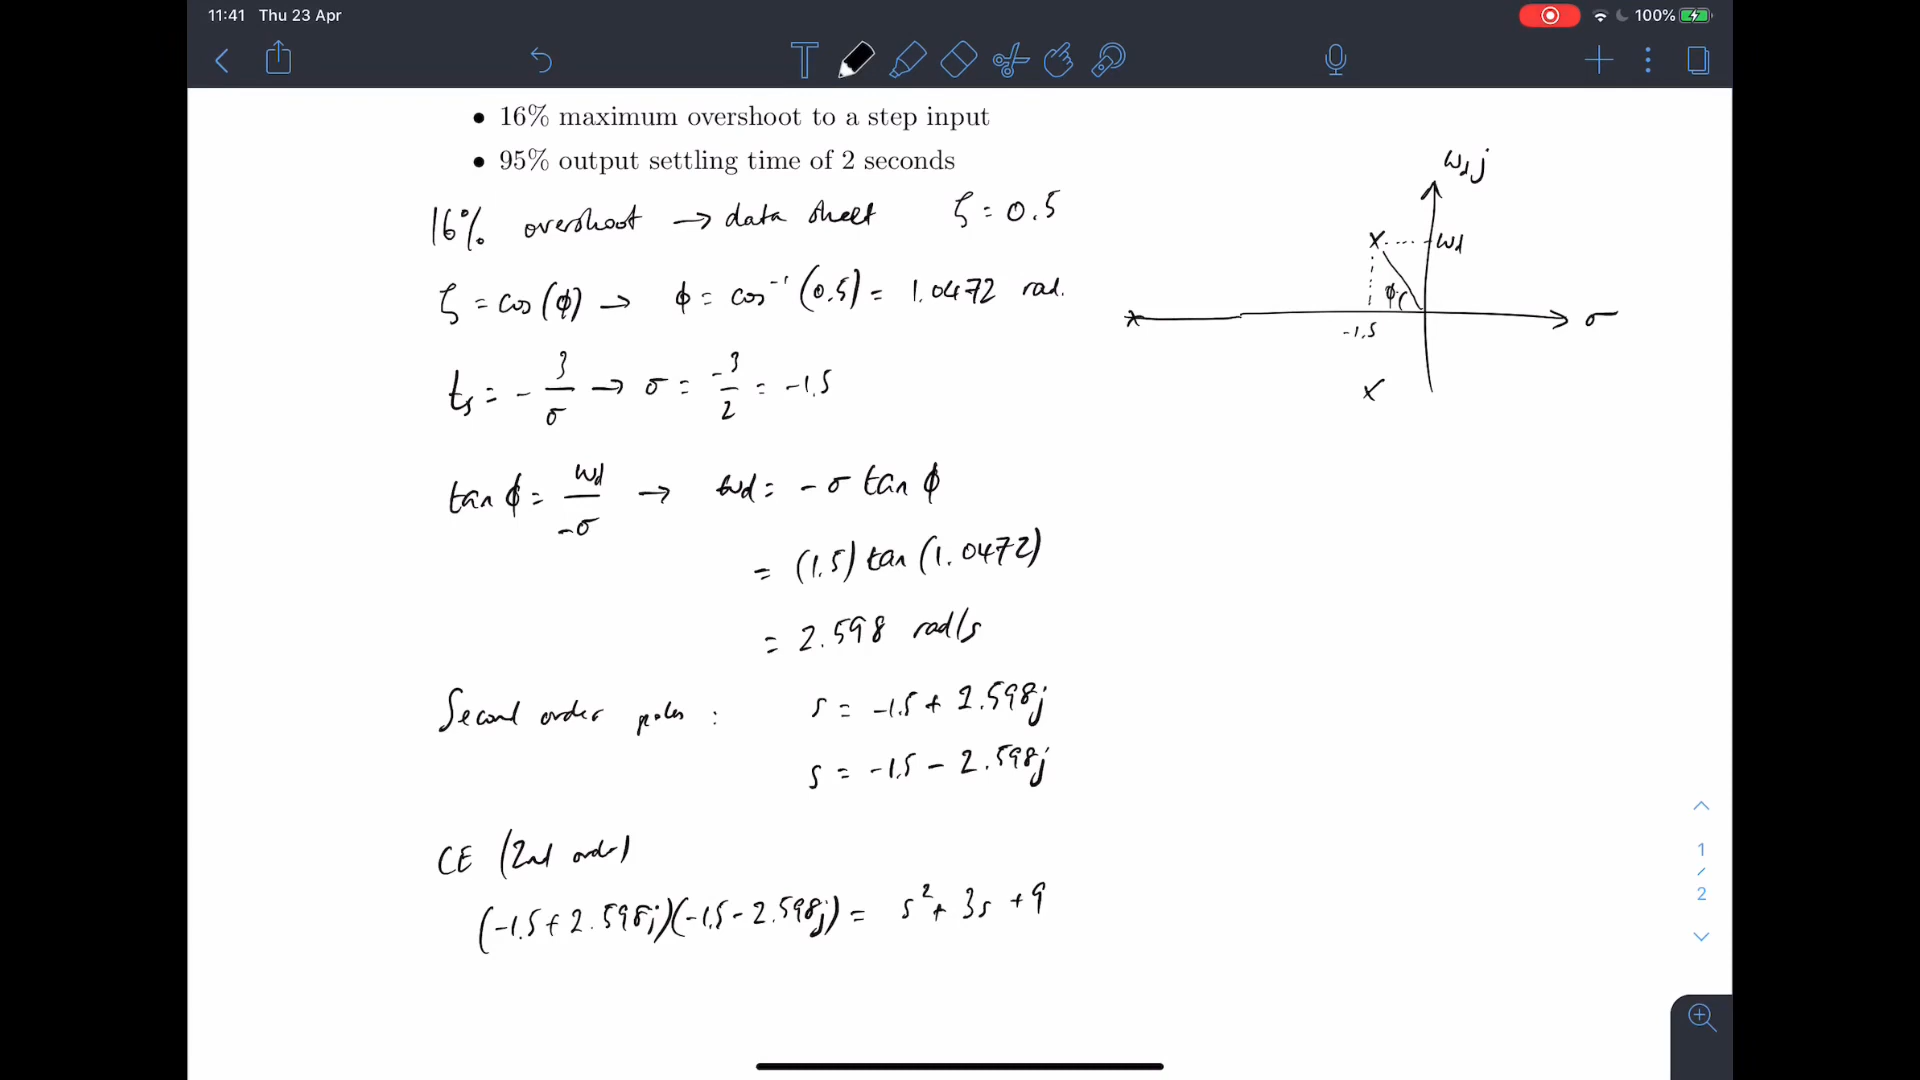 11:41 Thu 23 Apr 100%
T
• 16% maximum overshoot to a step input
• 95% output settling time of 2 seconds
16% overshoot → data sheet ζ = 0.5
ζ = cos(ϕ) → ϕ = cos⁻¹(0.5) = 1.0472 rad.
ts = - 3/σ → σ = -3/2 = -1.5
tan ϕ = ωd/-σ → ωd = -σ tan ϕ
= (1.5) tan (1.0472)
= 2.598 rad/s
Second order poles : s = -1.5 + 2.598j
s = -1.5 - 2.598j
CE (2nd order)
(-1.5 + 2.598j)(-1.5 - 2.598j) = s² + 3s + 9
ωdj
x ωd
ϕ
x -1.5 σ
x
1
/
2